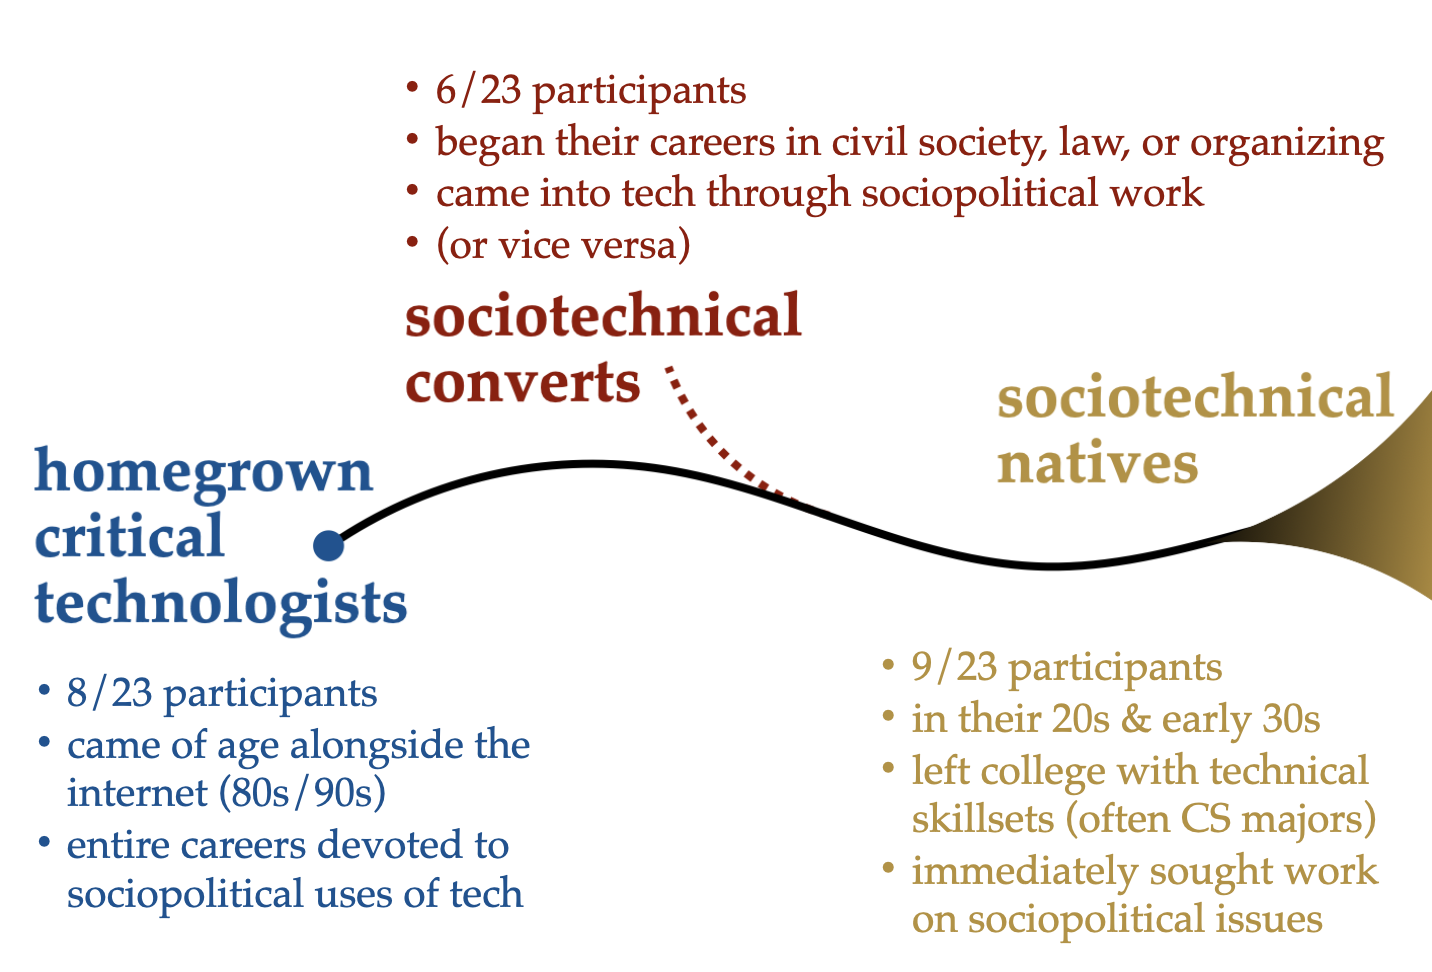 • 6/23 participants
• began their careers in civil society, law, or organizing
• came into tech through sociopolitical work
• (or vice versa)
sociotechnical
converts
sociotechnical
natives
homegrown
critical
technologists
• 8/23 participants
• came of age alongside the
internet (80s/90s)
• entire careers devoted to
sociopolitical uses of tech
• 9/23 participants
• in their 20s & early 30s
• left college with technical
skillsets (often CS majors)
• immediately sought work
on sociopolitical issues